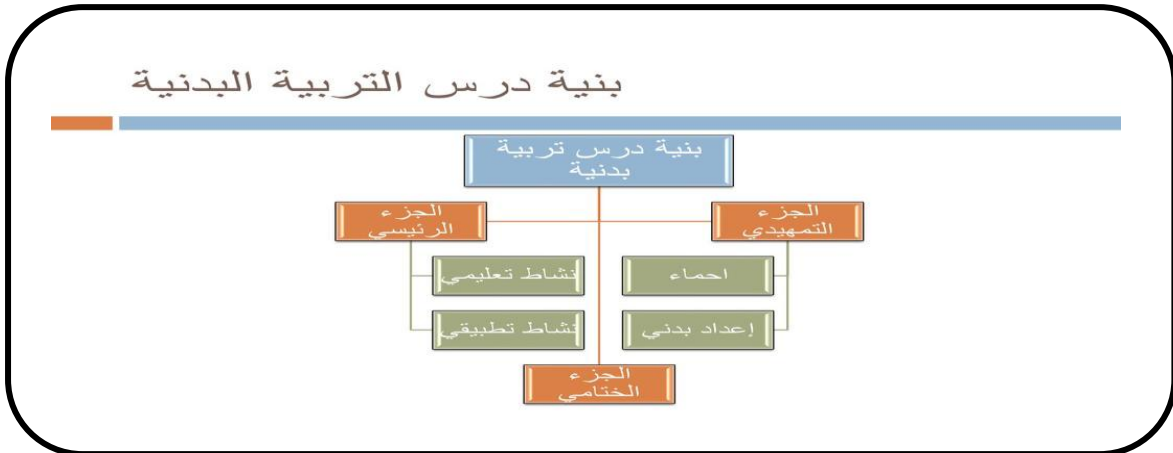 بنية درس التربية البدنية
بنية درس تربية
بدنية
الجزء
التمهيدي
الجزء
الرئيسي
احماء
نشاط تعليمي
إعداد بدني
نشاط تطبيقي
الجزء
الختامي